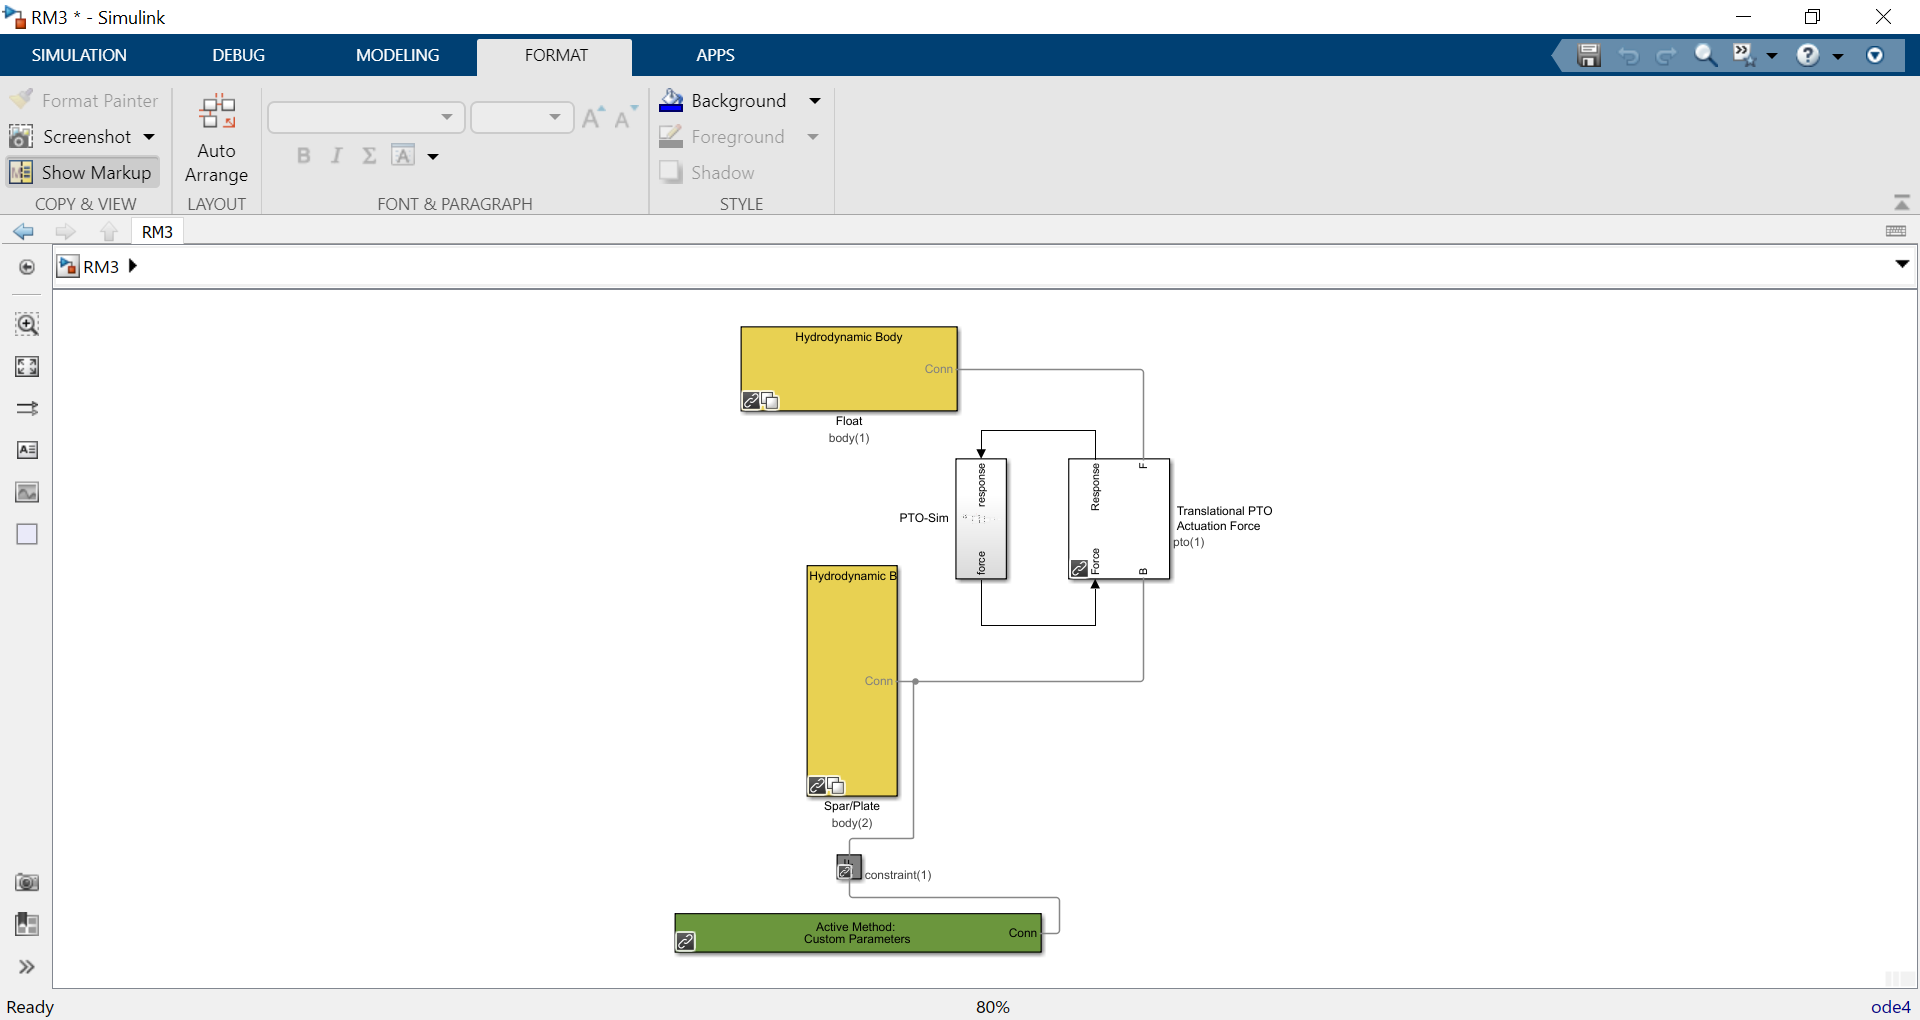 RM3 * - Simulink
SIMULATION
DEBUG
MODELING
FORMAT
APPS
Format Painter
Screenshot
Show Markup
COPY & VIEW
Auto
Arrange
LAYOUT
B I Σ A
A A
FONT & PARAGRAPH
Background
Foreground
Shadow
STYLE
RM3
RM3
Hydrodynamic Body
Conn
Float
body(1)
response
PTO-Sim
force
Response
F
Force
B
Translational PTO
Actuation Force
pto(1)
Hydrodynamic B
Conn
Spar/Plate
body(2)
constraint(1)
Active Method:
Custom Parameters
Conn
Ready
80%
ode4